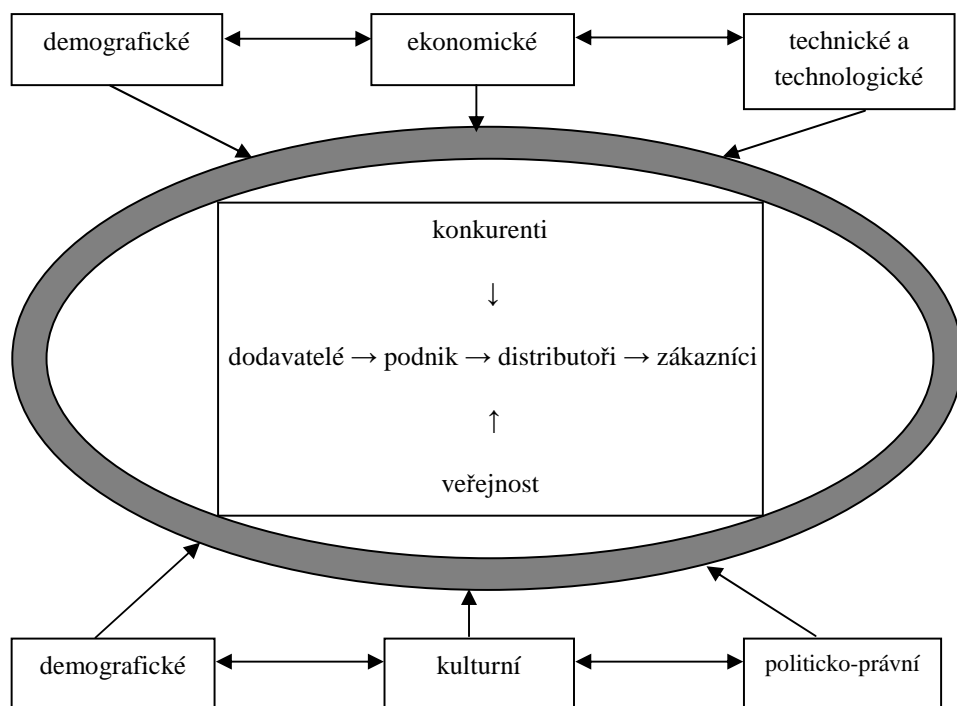 demografické
ekonomické
technické a
technologické
konkurenti
↓
dodavatelé → podnik → distributoři → zákazníci
↑
veřejnost
demografické
kulturní
politicko-právní